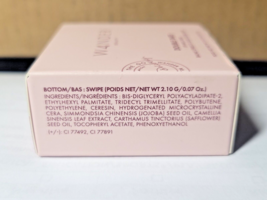 BOTTOM/BAS : SWIPE (POIDS NET/NET WT 2.10 G/0.07 Oz.)
INGREDIENTS/INGRÉDIENTS : BIS-DIGLYCERYL POLYACYLADIPATE-2,
ETHYLHEXYL PALMITATE, TRIDECYL TRIMELLITATE, POLYBUTENE,
POLYETHYLENE, CERESIN, HYDROGENATED MICROCRYSTALLINE
CERA, SIMMONDSIA CHINENSIS (JOJOBA) SEED OIL, CAMELLIA
SINENSIS LEAF EXTRACT, CARTHAMUS TINCTORIUS (SAFFLOWER)
SEED OIL, TOCOPHERYL ACETATE, PHENOXYETHANOL.
CI 77492, CI 77891